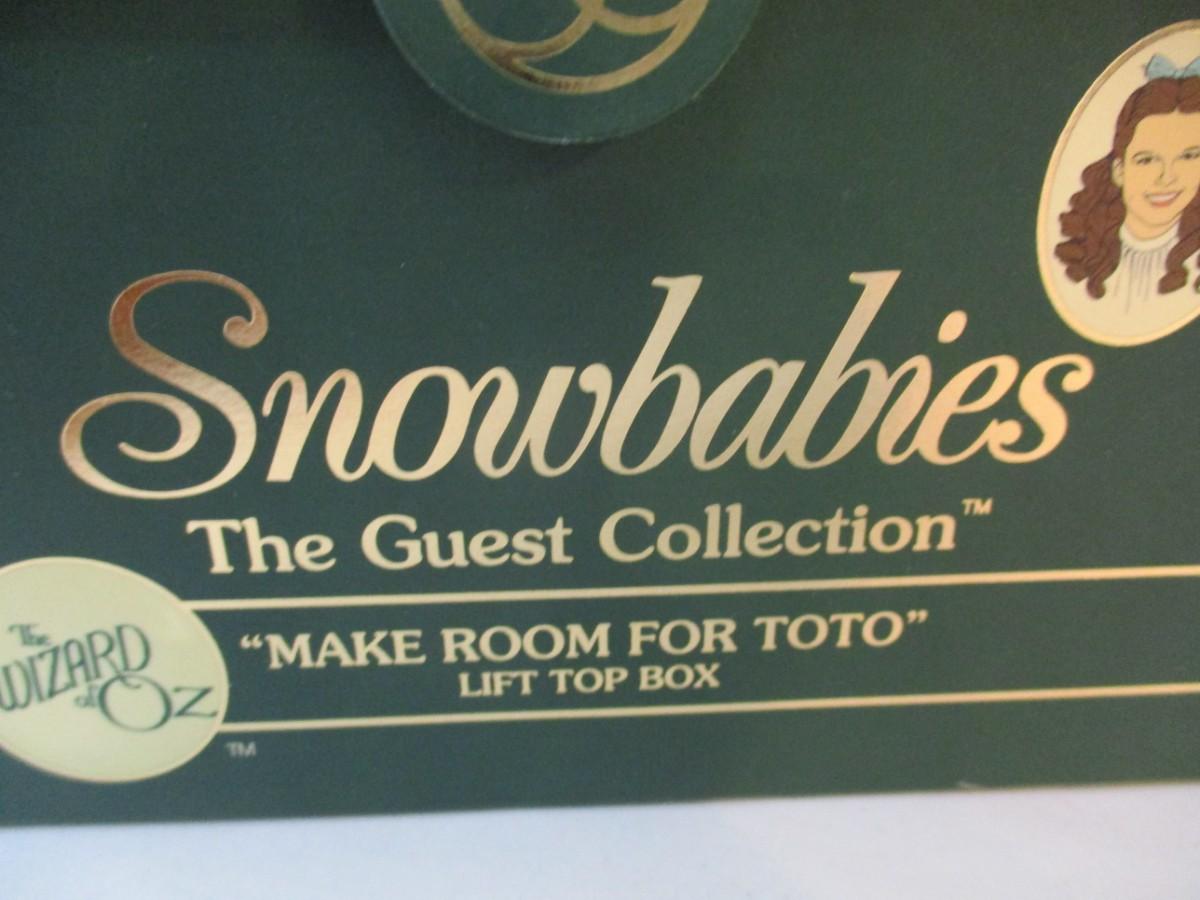 Snowbabies
The Guest Collection™
The
WIZARD
of Oz
TM
“MAKE ROOM FOR TOTO”
LIFT TOP BOX